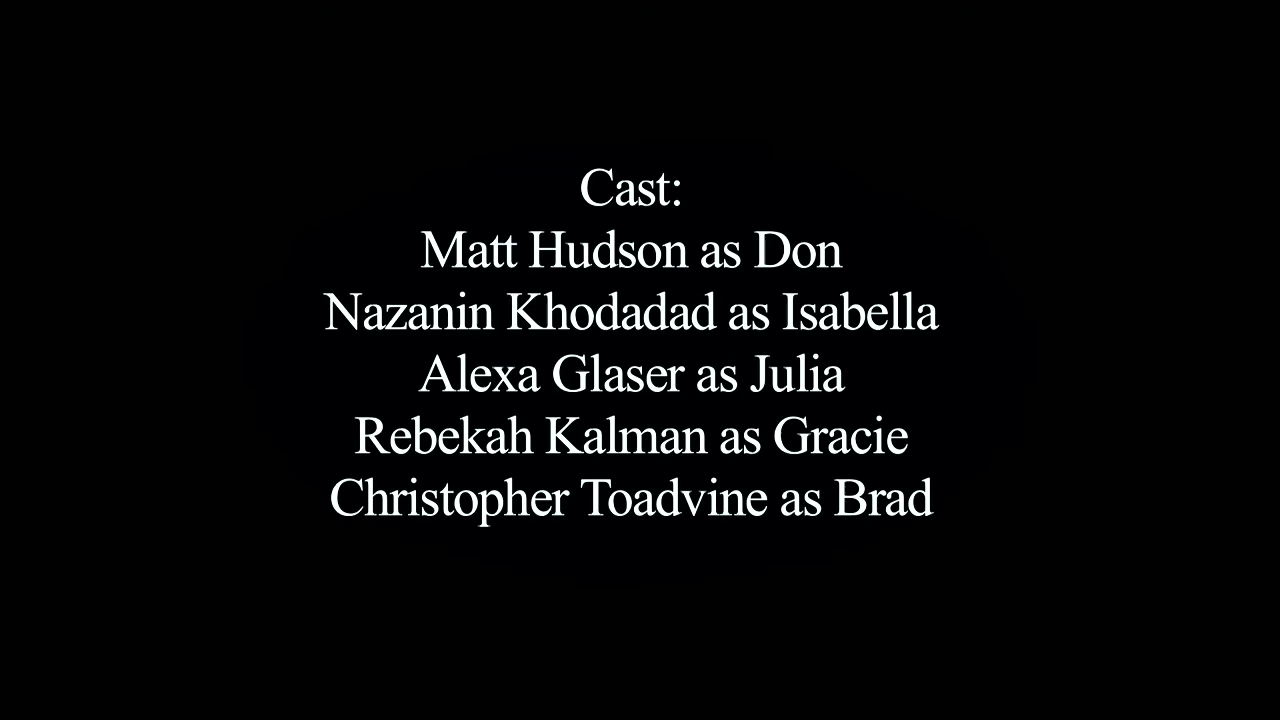 Cast:
Matt Hudson as Don
Nazanin Khodadad as Isabella
Alexa Glaser as Julia
Rebekah Kalman as Gracie
Christopher Toadvine as Brad